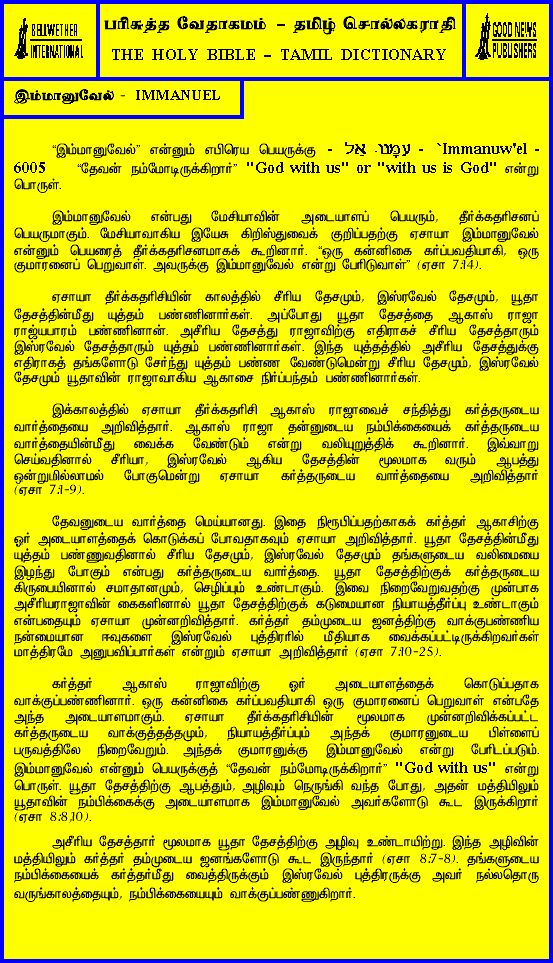 BELLWETHER
INTERNATIONAL
பரிசுத்த வேதாகமம் - தமிழ் சொல்லகராதி
THE HOLY BIBLE - TAMIL DICTIONARY
GOOD NEWS
PUBLISHERS
இம்மானுவேல் - IMMANUEL
“இம்மானுவேல்” என்னும் எபிரெய பெயருக்கு - עִמָּנוּ אֵל - `Immanuw'el -
6005 “தேவன் நம்மோடிருக்கிறார்” "God with us" or "with us is God" என்று
பொருள்.
இம்மானுவேல் என்பது மேசியாவின் அடையாளப் பெயரும், தீர்க்கதரிசனப்
பெயருமாகும். மேசியாவாகிய இயேசு கிறிஸ்துவைக் குறிப்பதற்கு ஏசாயா இம்மானுவேல்
என்னும் பெயரைத் தீர்க்கதரிசனமாகக் கூறினார். “ஒரு கன்னிகை கர்ப்பவதியாகி, ஒரு
குமாரனைப் பெறுவாள். அவருக்கு இம்மானுவேல் என்று பேரிடுவாள்” (ஏசா 7:14).
ஏசாயா தீர்க்கதரிசியின் காலத்தில் சீரிய தேசமும், இஸ்ரவேல் தேசமும், யூதா
தேசத்தின்மீது யுத்தம் பண்ணினார்கள். அப்போது யூதா தேசத்தை ஆகாஸ் ராஜா
ராஜ்யபாரம் பண்ணினான். அசீரிய தேசத்து ராஜாவிற்கு எதிராகச் சீரிய தேசத்தாரும்
இஸ்ரவேல் தேசத்தாரும் யுத்தம் பண்ணினார்கள். இந்த யுத்தத்தில் அசீரிய தேசத்துக்கு
எதிராகத் தங்களோடு சேர்ந்து யுத்தம் பண்ண வேண்டுமென்று சீரிய தேசமும், இஸ்ரவேல்
தேசமும் யூதாவின் ராஜாவாகிய ஆகாசை நிர்ப்பந்தம் பண்ணினார்கள்.
இக்காலத்தில் ஏசாயா தீர்க்கதரிசி ஆகாஸ் ராஜாவைச் சந்தித்து கர்த்தருடைய
வார்த்தையை அறிவித்தார். ஆகாஸ் ராஜா தன்னுடைய நம்பிக்கையைக் கர்த்தருடைய
வார்த்தையின்மீது வைக்க வேண்டும் என்று வலியுறுத்திக் கூறினார். இவ்வாறு
செய்வதினால் சீரியா, இஸ்ரவேல் ஆகிய தேசத்தின் மூலமாக வரும் ஆபத்து
ஒன்றுமில்லாமல் போகுமென்று ஏசாயா கர்த்தருடைய வார்த்தையை அறிவித்தார்
(ஏசா 7:1-9).
தேவனுடைய வார்த்தை மெய்யானது. இதை நிரூபிப்பதற்காகக் கர்த்தர் ஆகாசிற்கு
ஓர் அடையாளத்தைக் கொடுக்கப் போவதாகவும் ஏசாயா அறிவித்தார். யூதா தேசத்தின்மீது
யுத்தம் பண்ணுவதினால் சீரிய தேசமும், இஸ்ரவேல் தேசமும் தங்களுடைய வலிமையை
இழந்து போகும் என்பது கர்த்தருடைய வார்த்தை. யூதா தேசத்திற்குக் கர்த்தருடைய
கிருபையினால் சமாதானமும், செழிப்பும் உண்டாகும். இவை நிறைவேறுவதற்கு முன்பாக
அசீரியராஜாவின் கைகளினால் யூதா தேசத்திற்குக் கடுமையான நியாயத்தீர்ப்பு உண்டாகும்
என்பதையும் ஏசாயா முன்னறிவித்தார். கர்த்தர் தம்முடைய ஜனத்திற்கு வாக்குபண்ணிய
நன்மையான ஈவுகளை இஸ்ரவேல் புத்திரரில் மீதியாக வைக்கப்பட்டிருக்கிறவர்கள்
மாத்திரமே அனுபவிப்பார்கள் என்றும் ஏசாயா அறிவித்தார் (ஏசா 7:10-25).
கர்த்தர் ஆகாஸ் ராஜாவிற்கு ஓர் அடையாளத்தைக் கொடுப்பதாக
வாக்குப்பண்ணினார். ஒரு கன்னிகை கர்ப்பவதியாகி ஒரு குமாரனைப் பெறுவாள் என்பதே
அந்த அடையாளமாகும். ஏசாயா தீர்க்கதரிசியின் மூலமாக முன்னறிவிக்கப்பட்ட
கர்த்தருடைய வாக்குத்தத்தமும், நியாயத்தீர்ப்பும் அந்தக் குமாரனுடைய பிள்ளைப்
பருவத்திலே நிறைவேறும். அந்தக் குமாரனுக்கு இம்மானுவேல் என்று பேரிடப்படும்.
இம்மானுவேல் என்னும் பெயருக்குத் “தேவன் நம்மோடிருக்கிறார்” "God with us" என்று
பொருள். யூதா தேசத்திற்கு ஆபத்தும், அழிவும் நெருங்கி வந்த போது, அதன் மத்தியிலும்
யூதாவின் நம்பிக்கைக்கு அடையாளமாக இம்மானுவேல் அவர்களோடு கூட இருக்கிறார்
(ஏசா 8:8,10).
அசீரிய தேசத்தார் மூலமாக யூதா தேசத்திற்கு அழிவு உண்டாயிற்று. இந்த அழிவின்
மத்தியிலும் கர்த்தர் தம்முடைய ஜனங்களோடு கூட இருந்தார் (ஏசா 8:7-8). தங்களுடைய
நம்பிக்கையைக் கர்த்தர்மீது வைத்திருக்கும் இஸ்ரவேல் புத்திரருக்கு அவர் நல்லதொரு
வருங்காலத்தையும், நம்பிக்கையையும் வாக்குப்பண்ணுகிறார்.